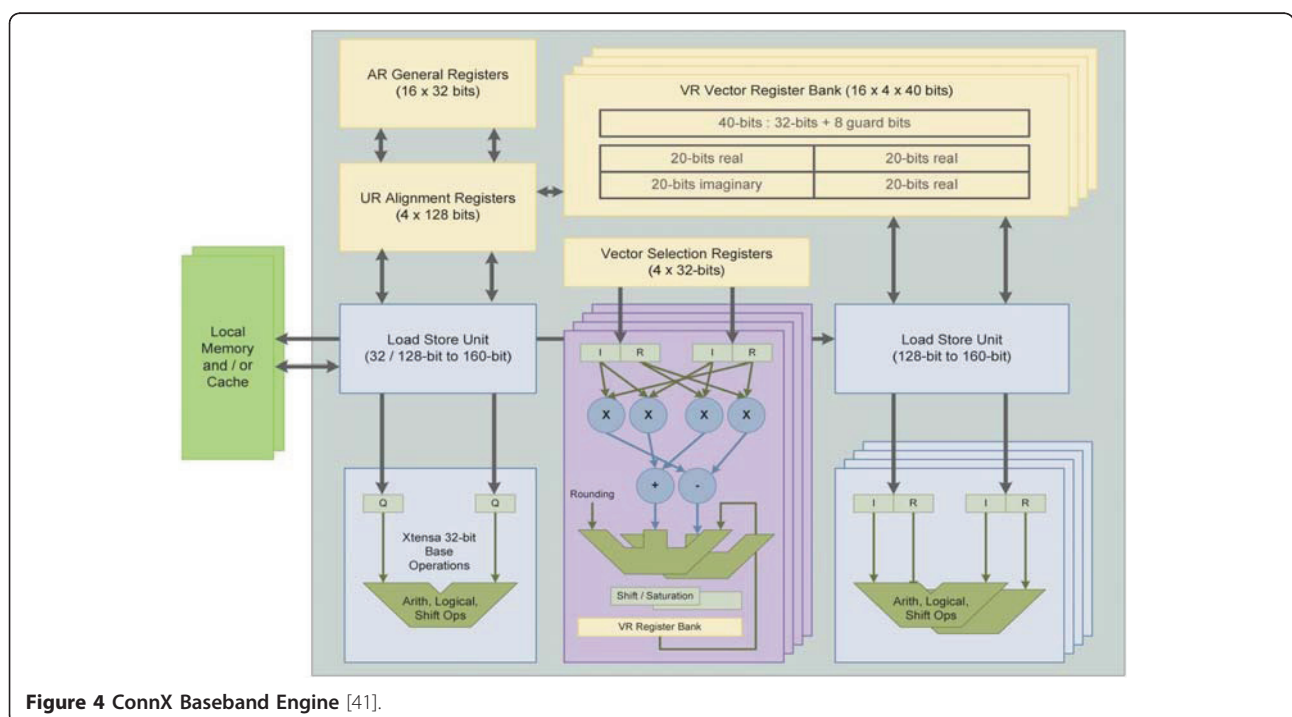 AR General Registers
(16 x 32 bits)
VR Vector Register Bank (16 x 4 x 40 bits)
40-bits : 32-bits + 8 guard bits
20-bits real
20-bits real
20-bits imaginary
20-bits real
UR Alignment Registers
(4 x 128 bits)
Vector Selection Registers
(4 x 32-bits)
Local
Memory
and / or
Cache
Load Store Unit
(32 / 128-bit to 160-bit)
I R I R
X X X X
+ -
Rounding
Shift / Saturation
VR Register Bank
Load Store Unit
(128-bit to 160-bit)
Q Q
Xtensa 32-bit
Base
Operations
Arith, Logical,
Shift Ops
I R I R
Arith, Logical,
Shift Ops
Figure 4 ConnX Baseband Engine [41].